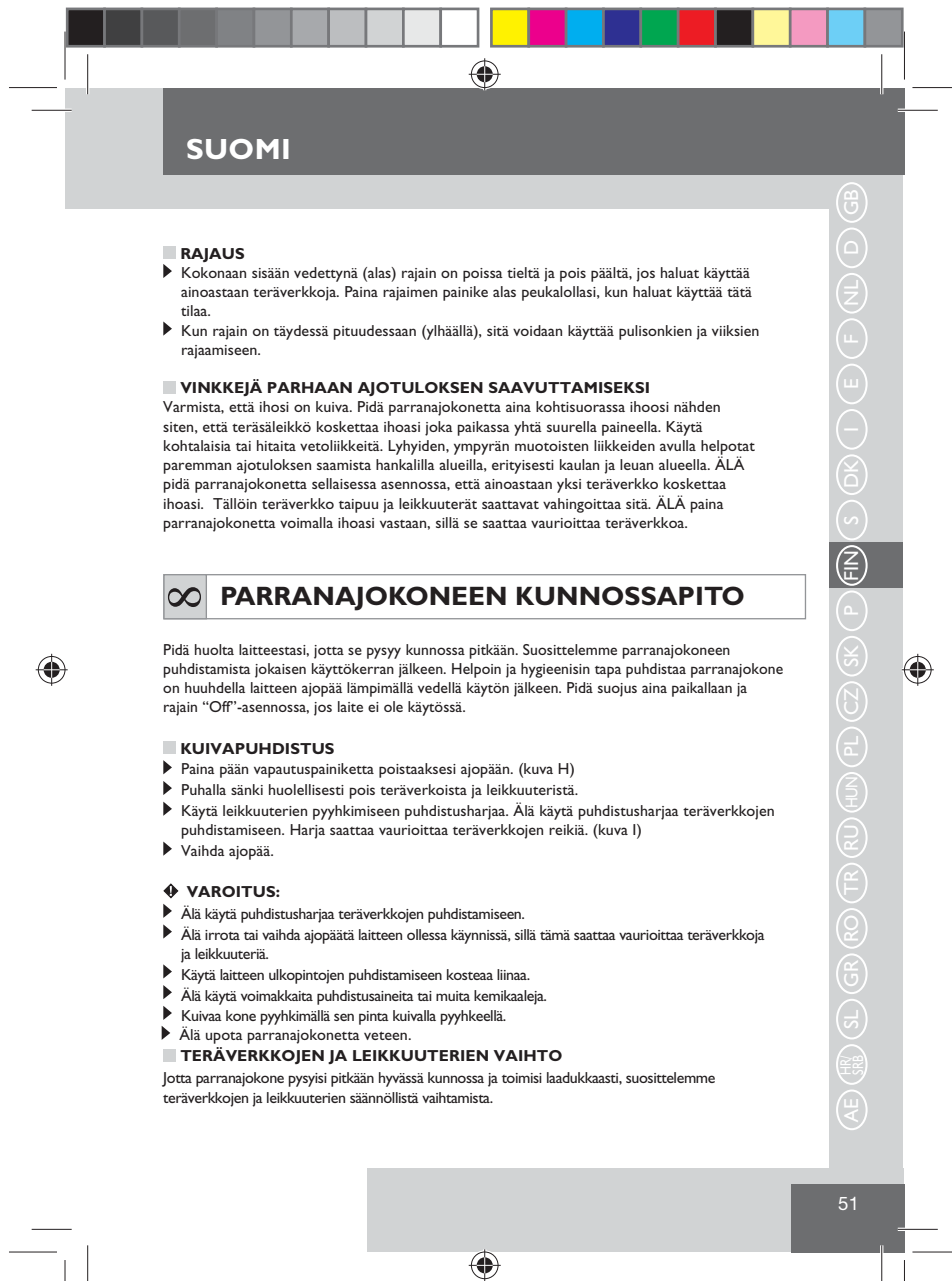 SUOMI
RAJAUS
Kokonaan sisään vedettynä (alas) rajain on poissa tieltä ja pois päältä, jos haluat käyttää
ainoastaan teräverkkoja. Paina rajaimen painike alas peukalollasi, kun haluat käyttää tätä
tilaa.
Kun rajain on täydessä pituudessaan (ylhäällä), sitä voidaan käyttää pulisonkien ja viiksien
rajaamiseen.
VINKKEJÄ PARHAAN AJOTULOKSEN SAAVUTTAMISEKSI
Varmista, että ihosi on kuiva. Pidä parranajokonetta aina kohtisuorassa ihoosi nähden
siten, että teräsäleikkö koskettaa ihoasi joka paikassa yhtä suurella paineella. Käytä
kohtalaisia tai hitaita vetoliikkeitä. Lyhyiden, ympyrän muotoisten liikkeiden avulla helpotat
paremman ajotuloksen saamista hankalilla alueilla, erityisesti kaulan ja leuan alueella. ÄLÄ
pidä parranajokonetta sellaisessa asennossa, että ainoastaan yksi teräverkko koskettaa
ihoasi. Tällöin teräverkko taipuu ja leikkuuterät saattavat vahingoittaa sitä. ÄLÄ paina
parranajokonetta voimalla ihoasi vastaan, sillä se saattaa vaurioittaa teräverkkoa.
PARRANAJOKONEEN KUNNOSSAPITO
Pidä huolta laitteestasi, jotta se pysyy kunnossa pitkään. Suosittelemme parranajokoneen
puhdistamista jokaisen käyttökerran jälkeen. Helpoin ja hygieenisin tapa puhdistaa parranajokone
on huuhdella laitteen ajopää lämpimällä vedellä käytön jälkeen. Pidä suojus aina paikallaan ja
rajain “Off”-asennossa, jos laite ei ole käytössä.
KUIVAPUHDISTUS
Paina pään vapautuspainiketta poistaaksesi ajopään. (kuva H)
Puhalla sänki huolellisesti pois teräverkoista ja leikkuuteristä.
Käytä leikkuuterien pyyhkimiseen puhdistusharjaa. Älä käytä puhdistusharjaa teräverkkojen
puhdistamiseen. Harja saattaa vaurioittaa teräverkkojen reikiä. (kuva I)
Vaihda ajopää.
VAROITUS:
Älä käytä puhdistusharjaa teräverkkojen puhdistamiseen.
Älä irrota tai vaihda ajopäätä laitteen ollessa käynnissä, sillä tämä saattaa vaurioittaa teräverkkoja
ja leikkuuteriä.
Käytä laitteen ulkopintojen puhdistamiseen kosteaa liinaa.
Älä käytä voimakkaita puhdistusaineita tai muita kemikaaleja.
Kuivaa kone pyyhkimällä sen pinta kuivalla pyyhkeellä.
Älä upota parranajokonetta veteen.
TERÄVERKKOJEN JA LEIKKUUTERIEN VAIHTO
Jotta parranajokone pysyisi pitkään hyvässä kunnossa ja toimisi laadukkaasti, suosittelemme
teräverkkojen ja leikkuuterien säännöllistä vaihtamista.
GB
D
NL
F
E
I
DK
S
FIN
P
SK
CZ
PL
HUN
RU
TR
RO
GR
SL
HR/
SRB
AE
51